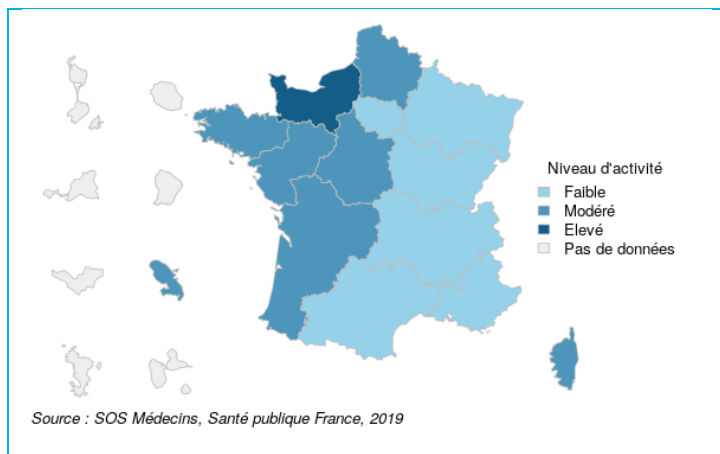 Niveau d'activité
Faible
Modéré
Elevé
Pas de données
Source : SOS Médecins, Santé publique France, 2019